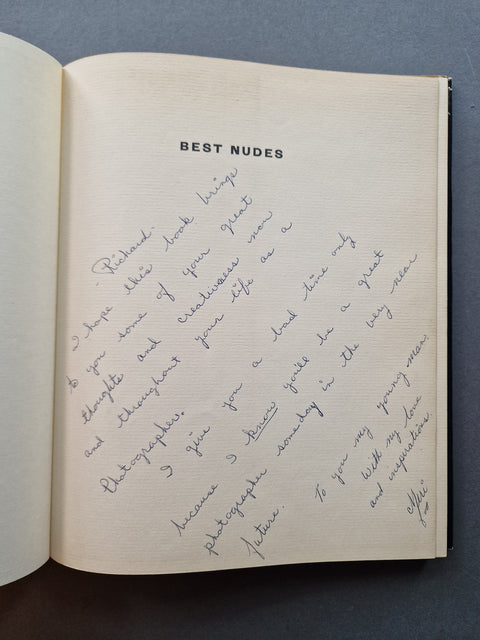 BEST NUDES
- Richard -
I hope this book brings
to you some of your great
thoughts and creativeness now
and throughout your life as a
Photographer.
I give you a bad time only
because I know you'll be a great
photographer someday in the very near
future.
To you my young man
with my love
and inspirations.